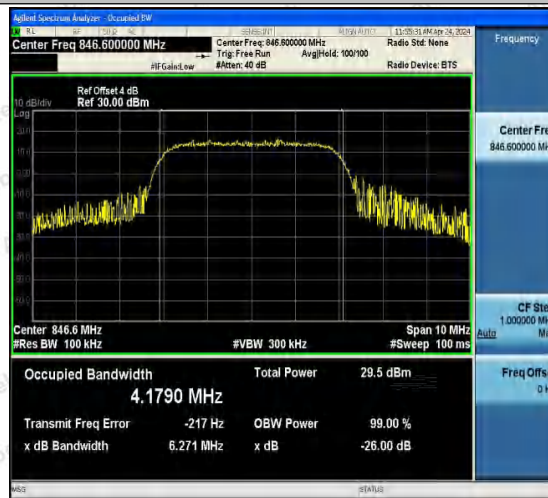 Agilent Spectrum Analyzer - Occupied BW
RL RF AC SENSE:INT 11:55:31 AM Apr 24, 2024
Center Freq 846.600000 MHz
Center Freq: 846.600000 MHz
Radio Std: None
Frequency
Trig: Free Run Avg|Hold: 100/100
#IFGain:Low #Atten: 40 dB Radio Device: BTS
Ref Offset 4 dB
10 dB/div Ref 30.00 dBm
Log
Center Fre
846.600000 MH
Center 846.6 MHz Span 10 MHz
#Res BW 100 kHz #VBW 300 kHz #Sweep 100 ms
CF Ste
1.000000 MH
Auto Ma
Occupied Bandwidth Total Power 29.5 dBm
4.1790 MHz
Freq Offs
0 H
Transmit Freq Error -217 Hz OBW Power 99.00 %
x dB Bandwidth 6.271 MHz x dB -26.00 dB
MSG STATUS